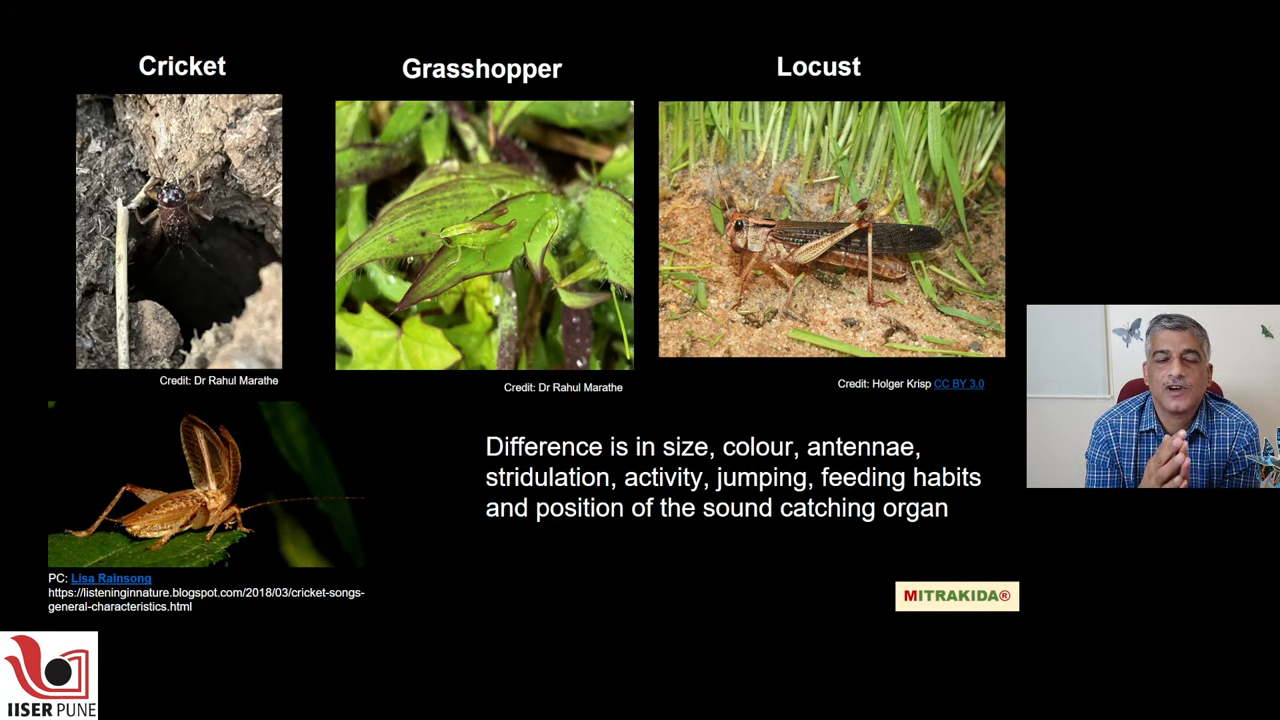 Cricket
Grasshopper
Locust
Credit: Dr Rahul Marathe
Credit: Dr Rahul Marathe
Credit: Holger Krisp CC BY 3.0
Difference is in size, colour, antennae,
stridulation, activity, jumping, feeding habits
and position of the sound catching organ
PC: Lisa Rainsong
https://listeninginnature.blogspot.com/2018/03/cricket-songs-
general-characteristics.html
MITRAKIDA®
IISER PUNE